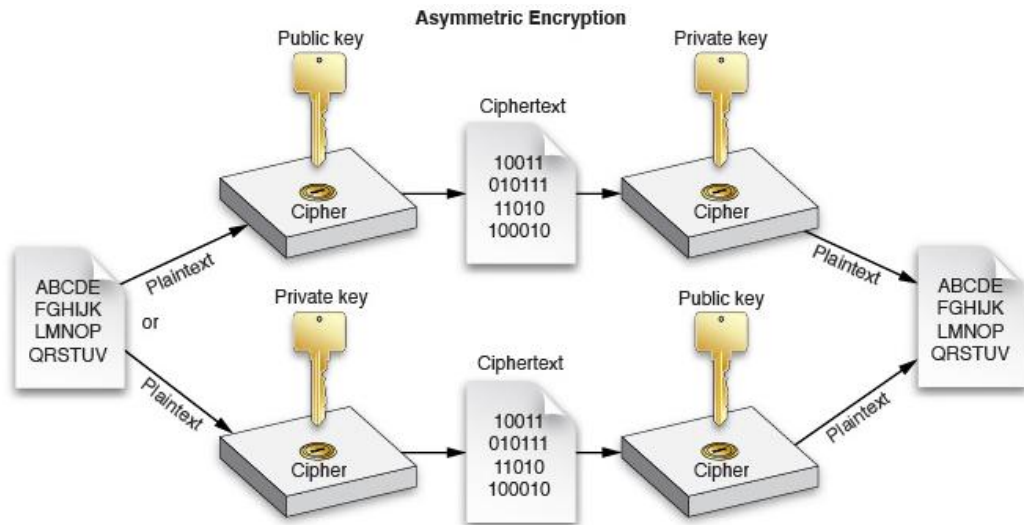 Asymmetric Encryption
Public key
Private key
Ciphertext
10011
010111
11010
100010
Cipher
Cipher
Plaintext
Plaintext
ABCDE
FGHIJK
LMNOP
QRSTUV
or
ABCDE
FGHIJK
LMNOP
QRSTUV
Private key
Public key
Ciphertext
Plaintext
Plaintext
10011
010111
11010
100010
Cipher
Cipher